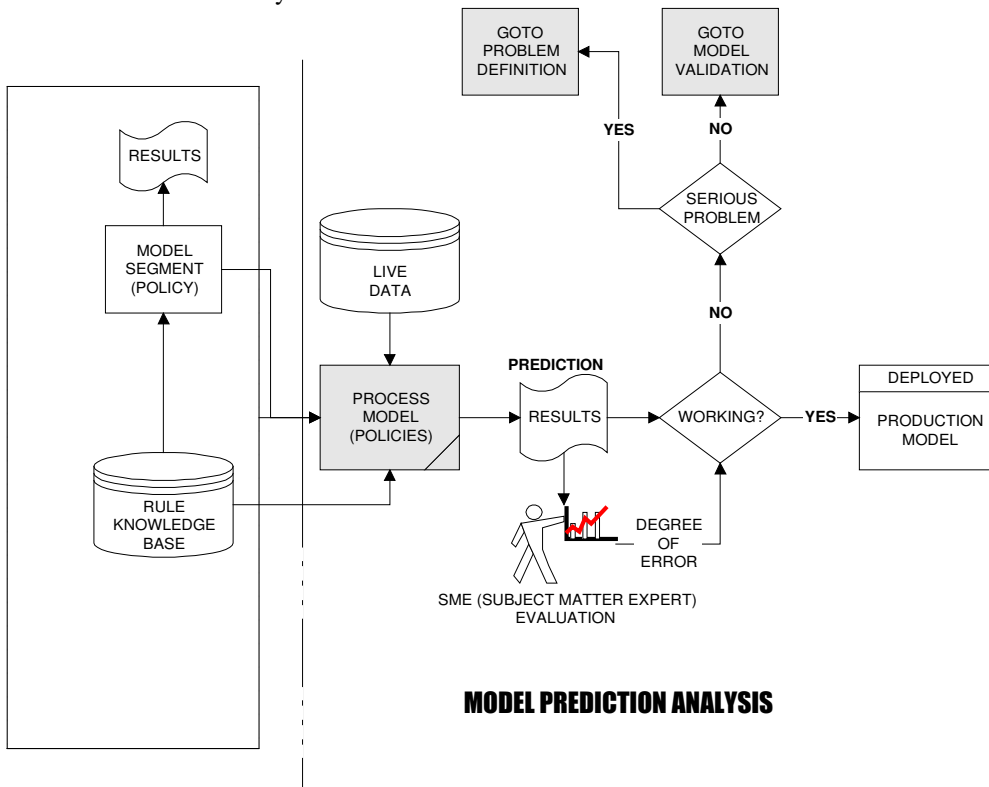 GOTO
PROBLEM
DEFINITION
GOTO
MODEL
VALIDATION
YES
NO
RESULTS
SERIOUS
PROBLEM
MODEL
SEGMENT
(POLICY)
LIVE
DATA
NO
PREDICTION
PROCESS
MODEL
(POLICIES)
RESULTS
WORKING?
YES
DEPLOYED
PRODUCTION
MODEL
RULE
KNOWLEDGE
BASE
DEGREE
OF
ERROR
SME (SUBJECT MATTER EXPERT)
EVALUATION
MODEL PREDICTION ANALYSIS